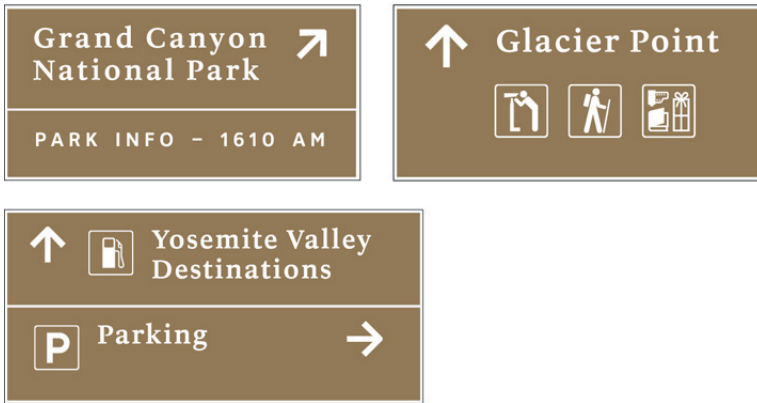 Grand Canyon
National Park
PARK INFO – 1610 AM
Glacier Point
Yosemite Valley
Destinations
P Parking